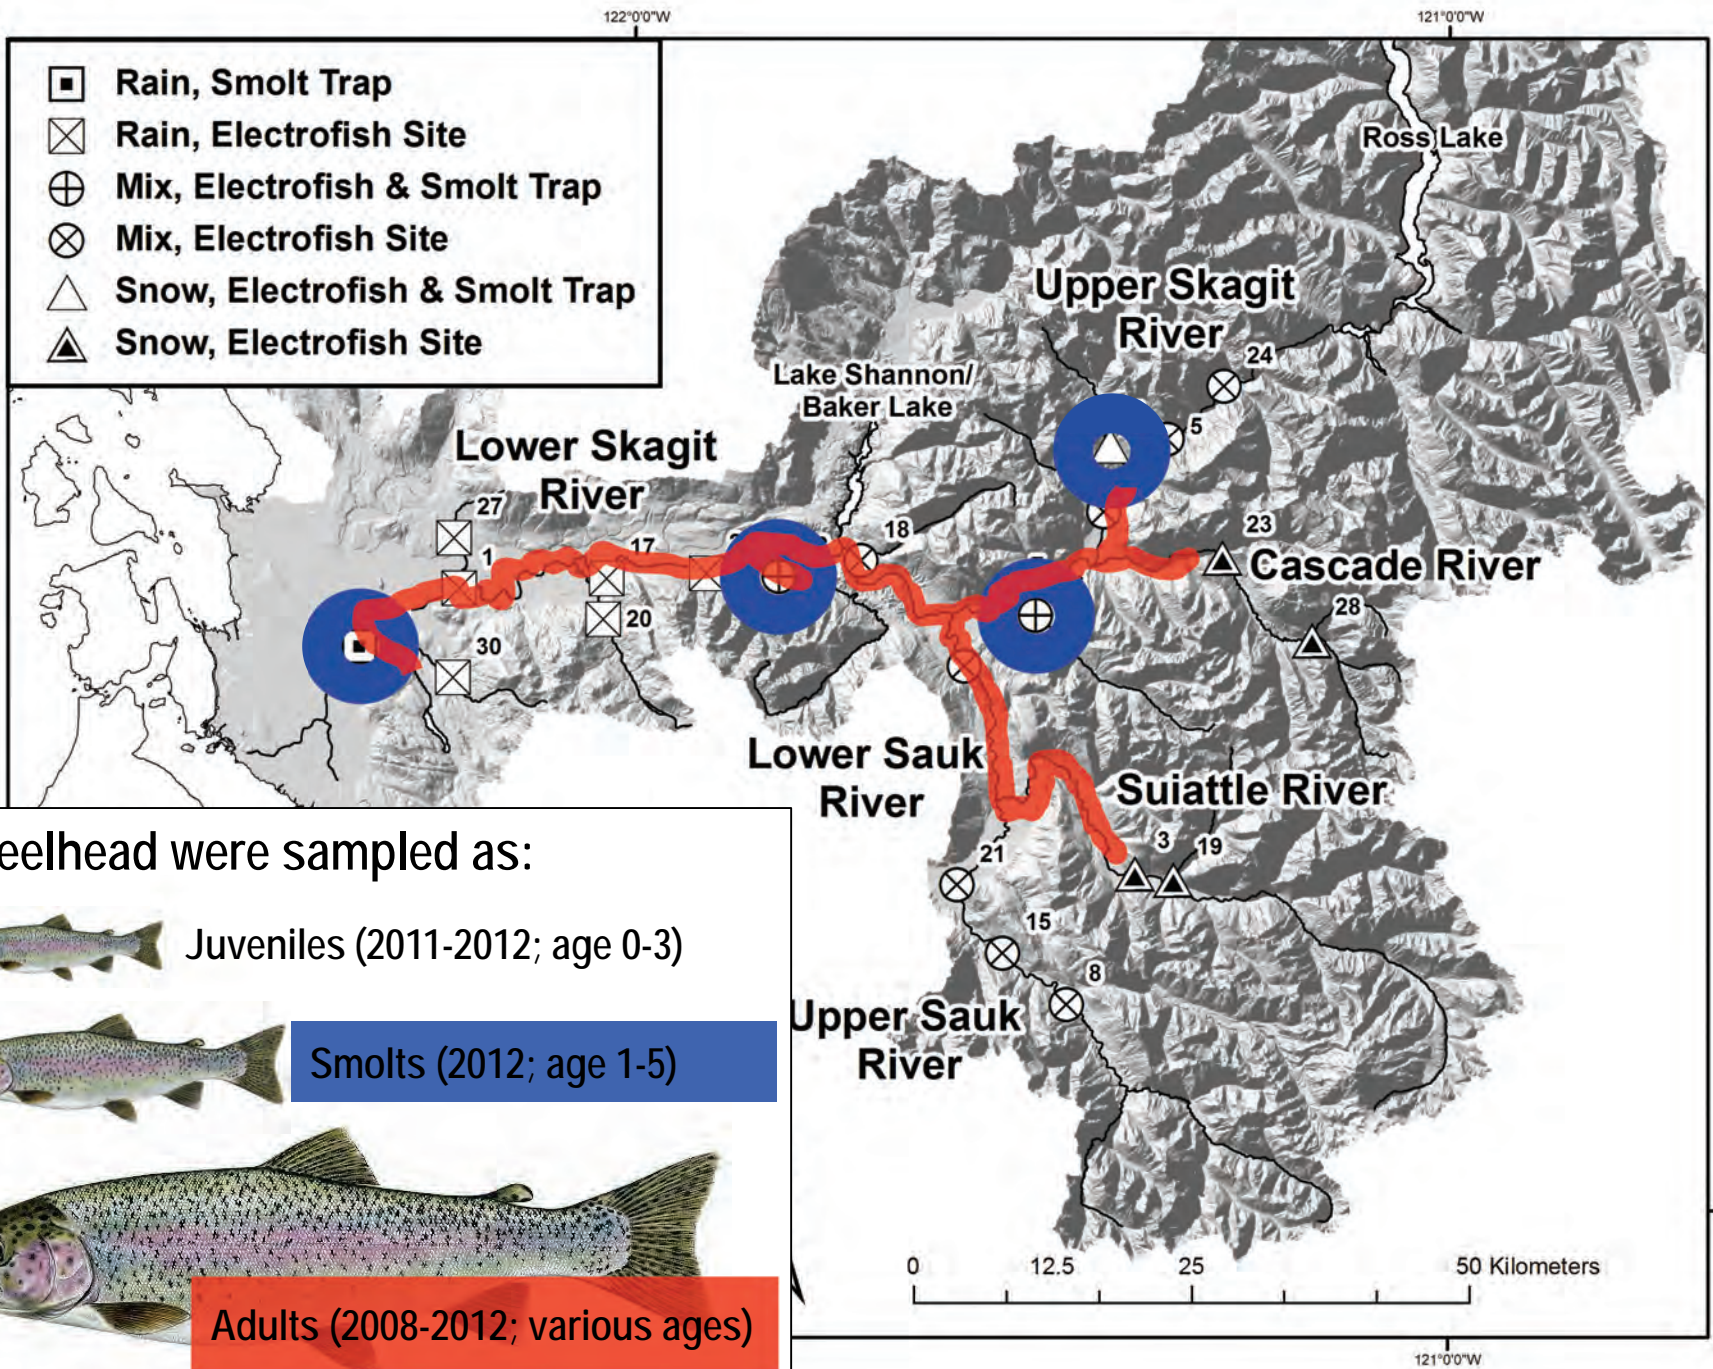 122°0'0"W
121°0'0"W
Rain, Smolt Trap
Rain, Electrofish Site
Mix, Electrofish & Smolt Trap
Mix, Electrofish Site
Snow, Electrofish & Smolt Trap
Snow, Electrofish Site
Ross Lake
Upper Skagit
River
24
Lake Shannon/
Baker Lake
5
Lower Skagit
River
27
18
23
1
17
Cascade River
28
20
30
Lower Sauk
River
Suiattle River
3
19
21
15
8
Upper Sauk
River
eelhead were sampled as:
Juveniles (2011-2012; age 0-3)
Smolts (2012; age 1-5)
Adults (2008-2012; various ages)
0
12.5
25
50 Kilometers
121°0'0"W